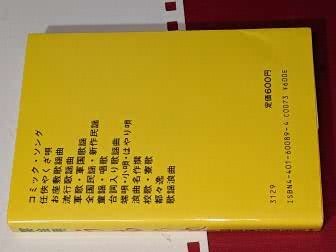 コミック・ソング
任侠やくざ唄
お座敷歌謡曲
流行歌謡曲
軍歌・軍国歌謡
全国民謡・新作民謡
童謡・唱歌
台詞入り歌謡曲
端唄・小唄・はやり唄
浪曲名作撰
校歌・寮歌
都々逸
歌謡浪曲
定価600円
3129
ISBN4-401-60089-4 C0073 ¥600E